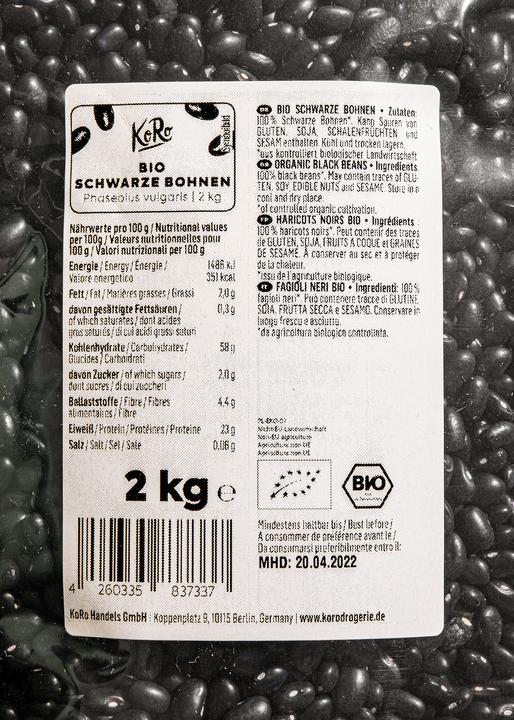 KoRo
Serviervorschlag
BIO
SCHWARZE BOHNEN
Phaseolus vulgaris | 2 kg
Nährwerte pro 100 g / Nutritional values
per 100g / Valeurs nutritionnelles pour
100 g / Valori nutrizionali per 100 g
Energie / Energy / Énergie / 1486 kJ
Valore energetico 351 kcal
Fett / Fat / Matières grasses / Grassi
davon gesättigte Fettsäuren / 0,3 g
of which saturates / dont acides
gras saturés / di cui acidi grassi saturi
Kohlenhydrate / Carbohydrates / 58 g
Glucides / Carboidrati
davon Zucker / of which sugars / 2,0 g
dont sucres / di cui zuccheri
Ballaststoffe / Fibre / Fibres 4,4 g
alimentaires / Fibre
Eiweiß / Protein / Protéines / Proteine 23 g
Salz / Salt / Sel / Sale 0,06 g
2 kg e
4 260335 837337
DE BIO SCHWARZE BOHNEN • Zutaten:
100% Schwarze Bohnen*. Kann Spuren von
GLUTEN, SOJA, SCHALENFRÜCHTEN und
SESAM enthalten. Kühl und trocken lagern.
*aus kontrolliert biologischer Landwirtschaft
ORGANIC BLACK BEANS • Ingredients:
100% black beans*. May contain traces of GLU-
TEN, SOY, EDIBLE NUTS and SESAME. Store in a
cool and dry place.
*of controlled organic cultivation.
FR HARICOTS NOIRS BIO • Ingrédients :
100 % haricots noirs*. Peut contenir des traces
de GLUTEN, SOJA, FRUITS A COQUE et GRAINES
DE SESAME. À conserver au sec et à protéger
de la chaleur.
*issu de l'agriculture biologique.
IT FAGIOLI NERI BIO • Ingredienti: 100 %
fagioli neri*. Può contenere tracce di GLUTINE,
SOIA, FRUTTA SECCA e SESAMO. Conservare in
luogo fresco e asciutto.
*da agricoltura biologica controllata.
Nicht-EU-Landwirtschaft
Non-EU agriculture
Agriculture non UE
Agricoltura non UE
BIO
Mindestens haltbar bis / Best before /
A consommer de préférence avant le /
Da consumarsi preferibilmente entro il:
MHD: 20.04.2022
KoRo Handels GmbH | Koppenplatz 9, 10115 Berlin, Germany | www.korodrogerie.de